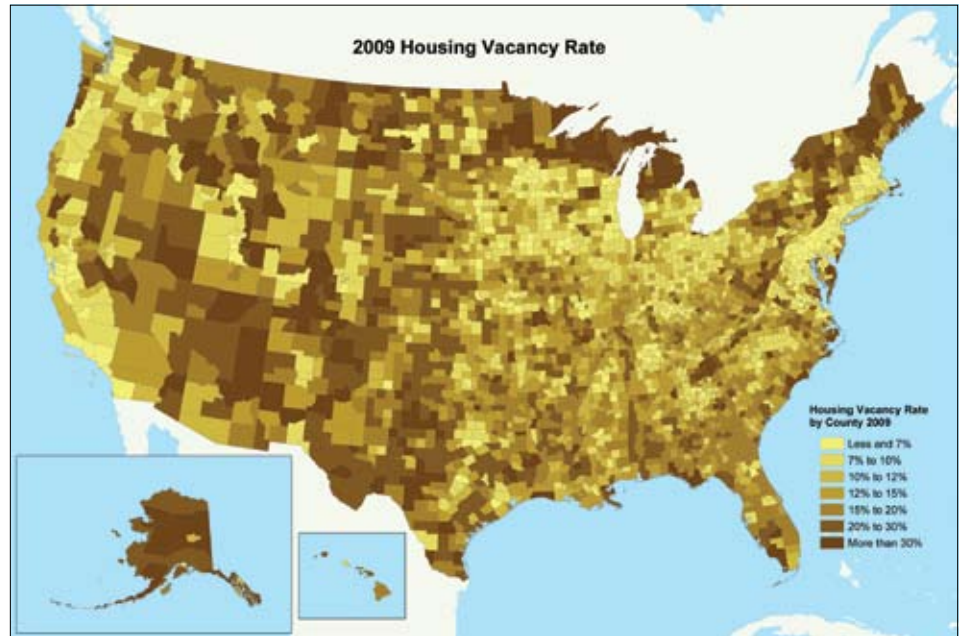 2009 Housing Vacancy Rate
Housing Vacancy Rate
by County 2009
Less and 7%
7% to 10%
10% to 12%
12% to 15%
15% to 20%
20% to 30%
More than 30%